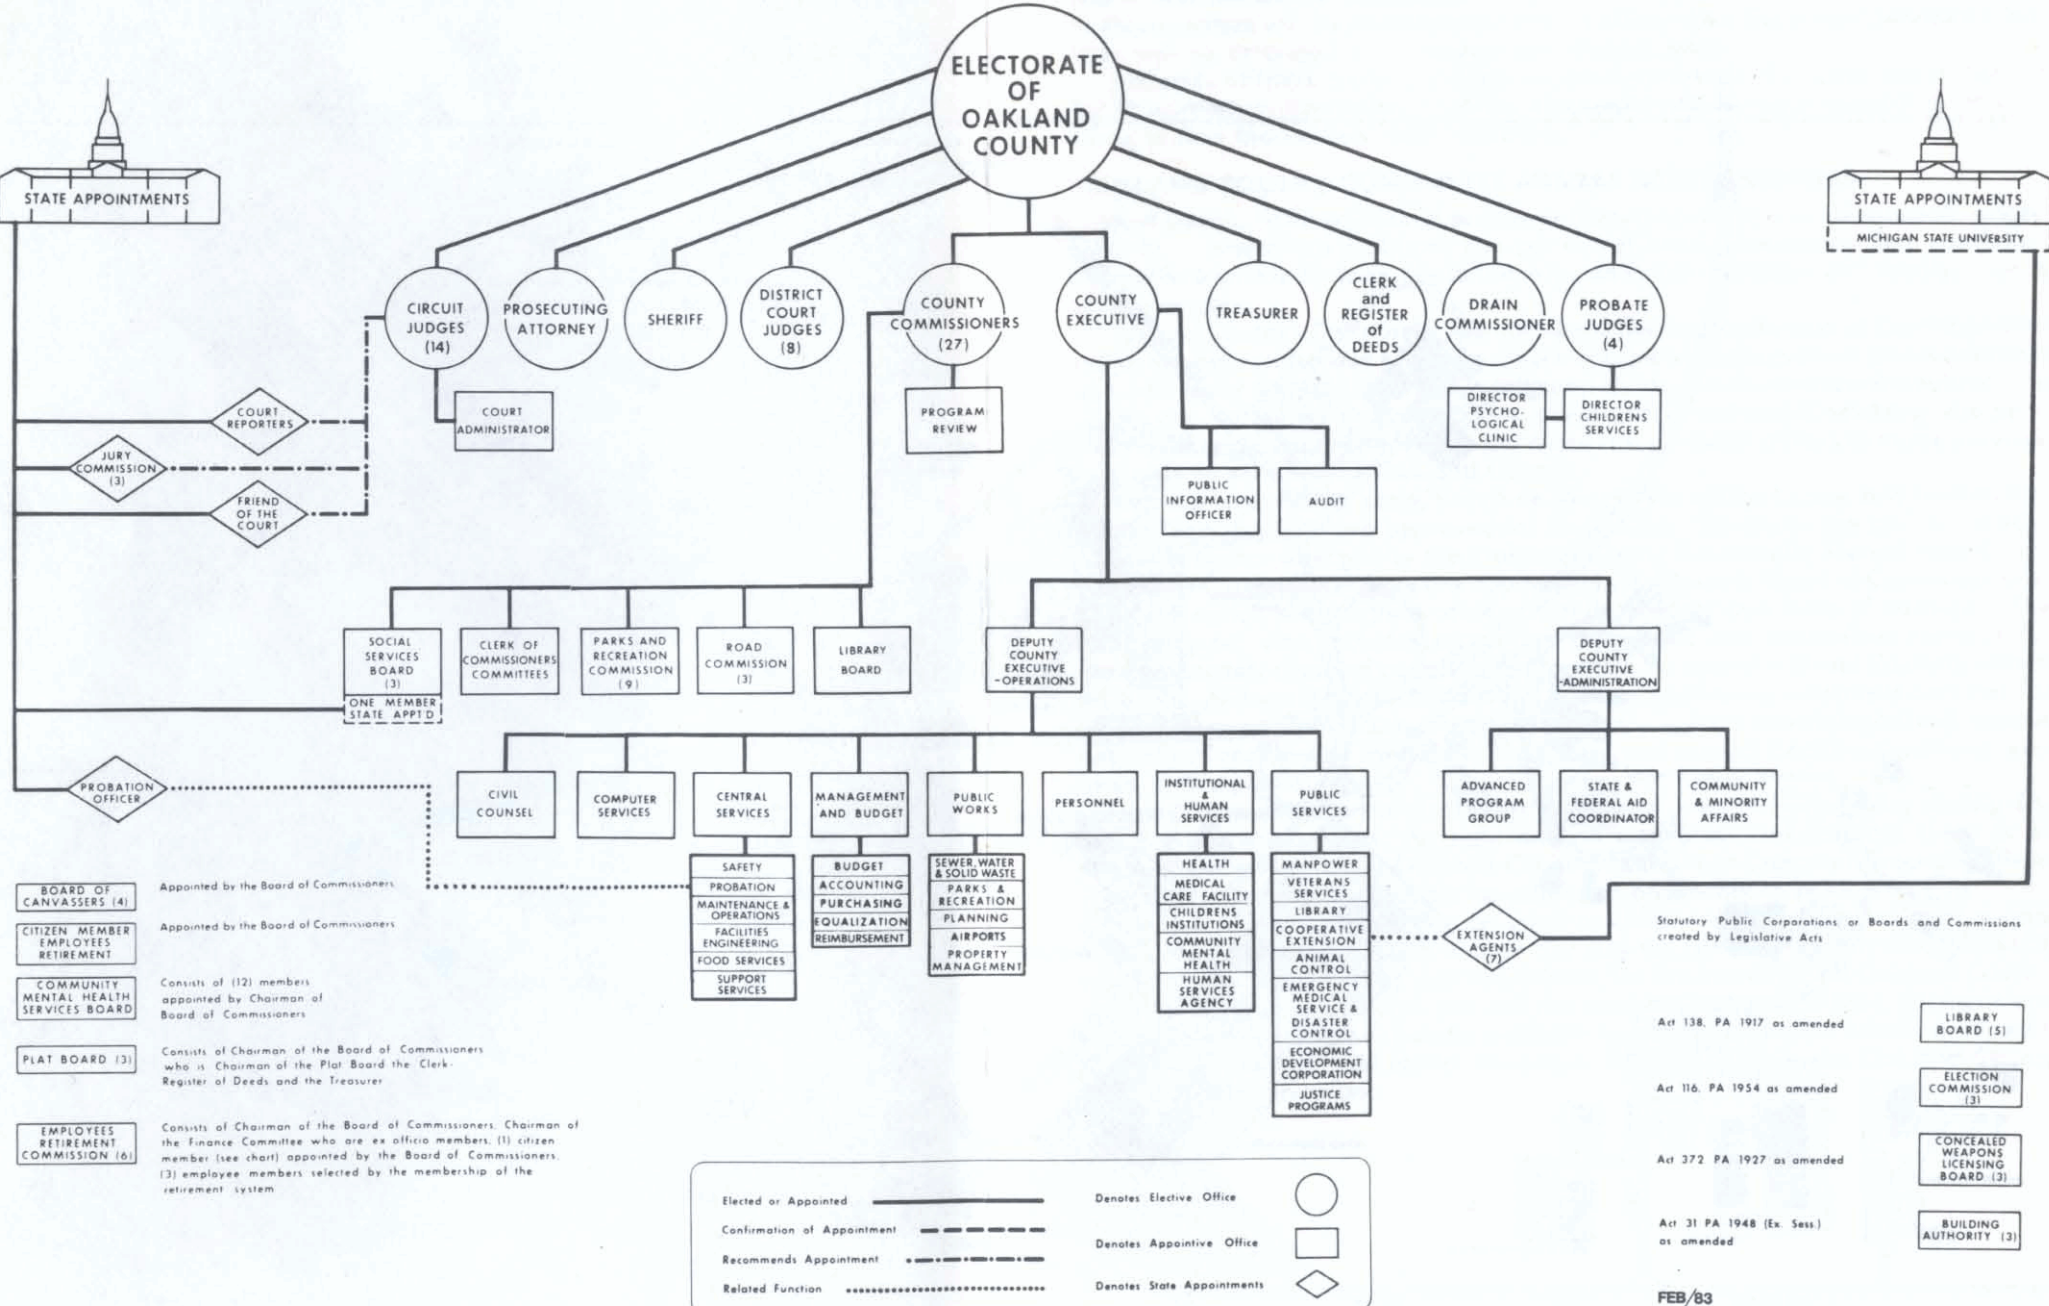 ELECTORATE
OF
OAKLAND
COUNTY
STATE APPOINTMENTS
STATE APPOINTMENTS
MICHIGAN STATE UNIVERSITY
CIRCUIT
JUDGES
(14)
PROSECUTING
ATTORNEY
SHERIFF
DISTRICT
COURT
JUDGES
(8)
COUNTY
COMMISSIONERS
(27)
COUNTY
EXECUTIVE
TREASURER
CLERK
and
REGISTER
of
DEEDS
DRAIN
COMMISSIONER
PROBATE
JUDGES
(4)
COURT
REPORTERS
JURY
COMMISSION
(3)
FRIEND
OF THE
COURT
COURT
ADMINISTRATOR
PROGRAM
REVIEW
DIRECTOR
PSYCHO-
LOGICAL
CLINIC
DIRECTOR
CHILDRENS
SERVICES
PUBLIC
INFORMATION
OFFICER
AUDIT
SOCIAL
SERVICES
BOARD
(3)
ONE MEMBER
STATE APPT'D
CLERK OF
COMMISSIONERS
COMMITTEES
PARKS AND
RECREATION
COMMISSION
(9)
ROAD
COMMISSION
(3)
LIBRARY
BOARD
DEPUTY
COUNTY
EXECUTIVE
-OPERATIONS
DEPUTY
COUNTY
EXECUTIVE
-ADMINISTRATION
PROBATION
OFFICER
CIVIL
COUNSEL
COMPUTER
SERVICES
CENTRAL
SERVICES
MANAGEMENT
AND BUDGET
PUBLIC
WORKS
PERSONNEL
INSTITUTIONAL
&
HUMAN
SERVICES
PUBLIC
SERVICES
ADVANCED
PROGRAM
GROUP
STATE &
FEDERAL AID
COORDINATOR
COMMUNITY
& MINORITY
AFFAIRS
SAFETY
PROBATION
MAINTENANCE &
OPERATIONS
FACILITIES
ENGINEERING
FOOD SERVICES
SUPPORT
SERVICES
BUDGET
ACCOUNTING
PURCHASING
EQUALIZATION
REIMBURSEMENT
SEWER, WATER
& SOLID WASTE
PARKS &
RECREATION
PLANNING
AIRPORTS
PROPERTY
MANAGEMENT
HEALTH
MEDICAL
CARE FACILITY
CHILDRENS
INSTITUTIONS
COMMUNITY
MENTAL
HEALTH
HUMAN
SERVICES
AGENCY
MANPOWER
VETERANS
SERVICES
LIBRARY
COOPERATIVE
EXTENSION
ANIMAL
CONTROL
EMERGENCY
MEDICAL
SERVICE &
DISASTER
CONTROL
ECONOMIC
DEVELOPMENT
CORPORATION
JUSTICE
PROGRAMS
EXTENSION
AGENTS
(7)
BOARD OF
CANVASSERS (4)
Appointed by the Board of Commissioners
CITIZEN MEMBER
EMPLOYEES
RETIREMENT
Appointed by the Board of Commissioners
COMMUNITY
MENTAL HEALTH
SERVICES BOARD
Consists of (12) members
appointed by Chairman of
Board of Commissioners
PLAT BOARD (3)
Consists of Chairman of the Board of Commissioners
who is Chairman of the Plat Board the Clerk-
Register of Deeds and the Treasurer
EMPLOYEES
RETIREMENT
COMMISSION (6)
Consists of Chairman of the Board of Commissioners, Chairman of
the Finance Committee who are ex officio members, (1) citizen
member (see chart) appointed by the Board of Commissioners,
(3) employee members selected by the membership of the
retirement system
Statutory Public Corporations or Boards and Commissions
created by Legislative Acts
Act 138, PA 1917 as amended
LIBRARY
BOARD (5)
Act 116, PA 1954 as amended
ELECTION
COMMISSION
(3)
Act 372 PA 1927 as amended
CONCEALED
WEAPONS
LICENSING
BOARD (3)
Act 31 PA 1948 (Ex. Sess.)
as amended
BUILDING
AUTHORITY (3)
Elected or Appointed
Confirmation of Appointment
Recommends Appointment
Related Function
Denotes Elective Office
Denotes Appointive Office
Denotes State Appointments
FEB/83